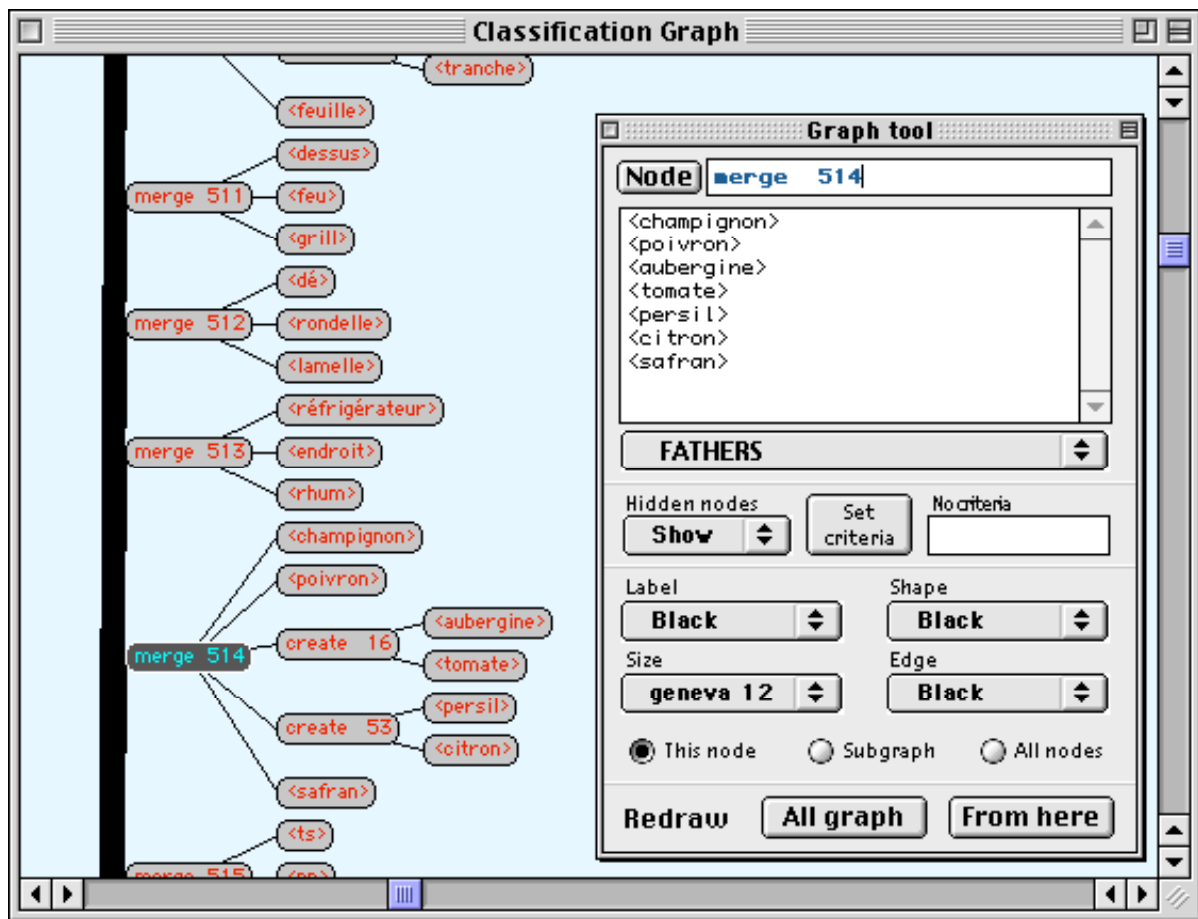 Classification Graph
<tranche>
<feuille>
<dessus>
merge 511
<feu>
<grill>
<dé>
merge 512
<rondelle>
<lamelle>
<réfrigérateur>
merge 513
<endroit>
<rhum>
<champignon>
<poivron>
<aubergine>
create 16
merge 514
<tomate>
<persil>
create 53
<citron>
<safran>
<ts>
merge 515
<pp>
Graph tool
Node merge 514
<champignon>
<poivron>
<aubergine>
<tomate>
<persil>
<citron>
<safran>
FATHERS
Hidden nodes
Show
Set
criteria
No criteria
Label Shape
Black Black
Size Edge
geneva 12 Black
This node Subgraph All nodes
Redraw All graph From here